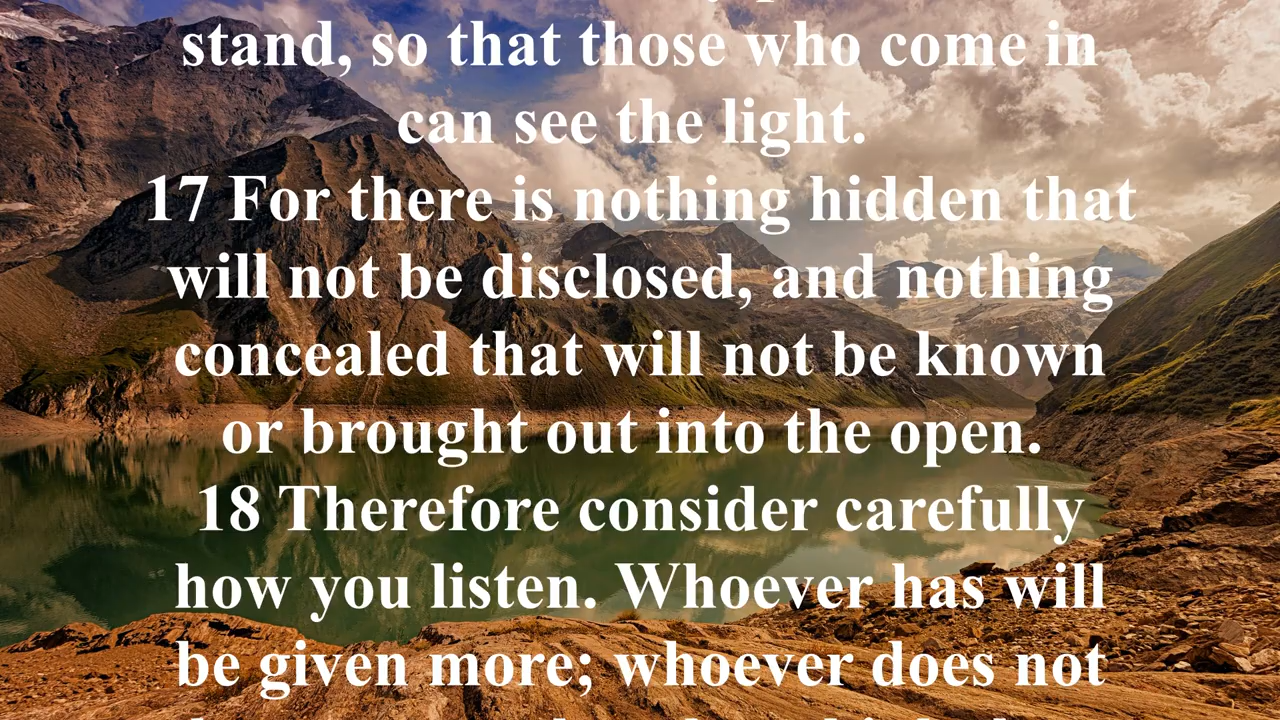 stand, so that those who come in
can see the light.
17 For there is nothing hidden that
will not be disclosed, and nothing
concealed that will not be known
or brought out into the open.
18 Therefore consider carefully
how you listen. Whoever has will
be given more; whoever does not